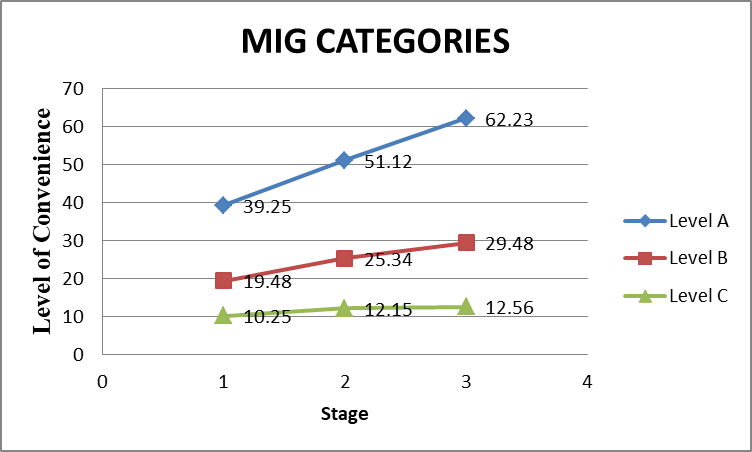 MIG CATEGORIES
Level of Convenience
70
60
50
40
30
20
10
0
62.23
51.12
39.25
29.48
25.34
19.48
12.56
12.15
10.25
0 1 2 3 4
Stage
Level A
Level B
Level C